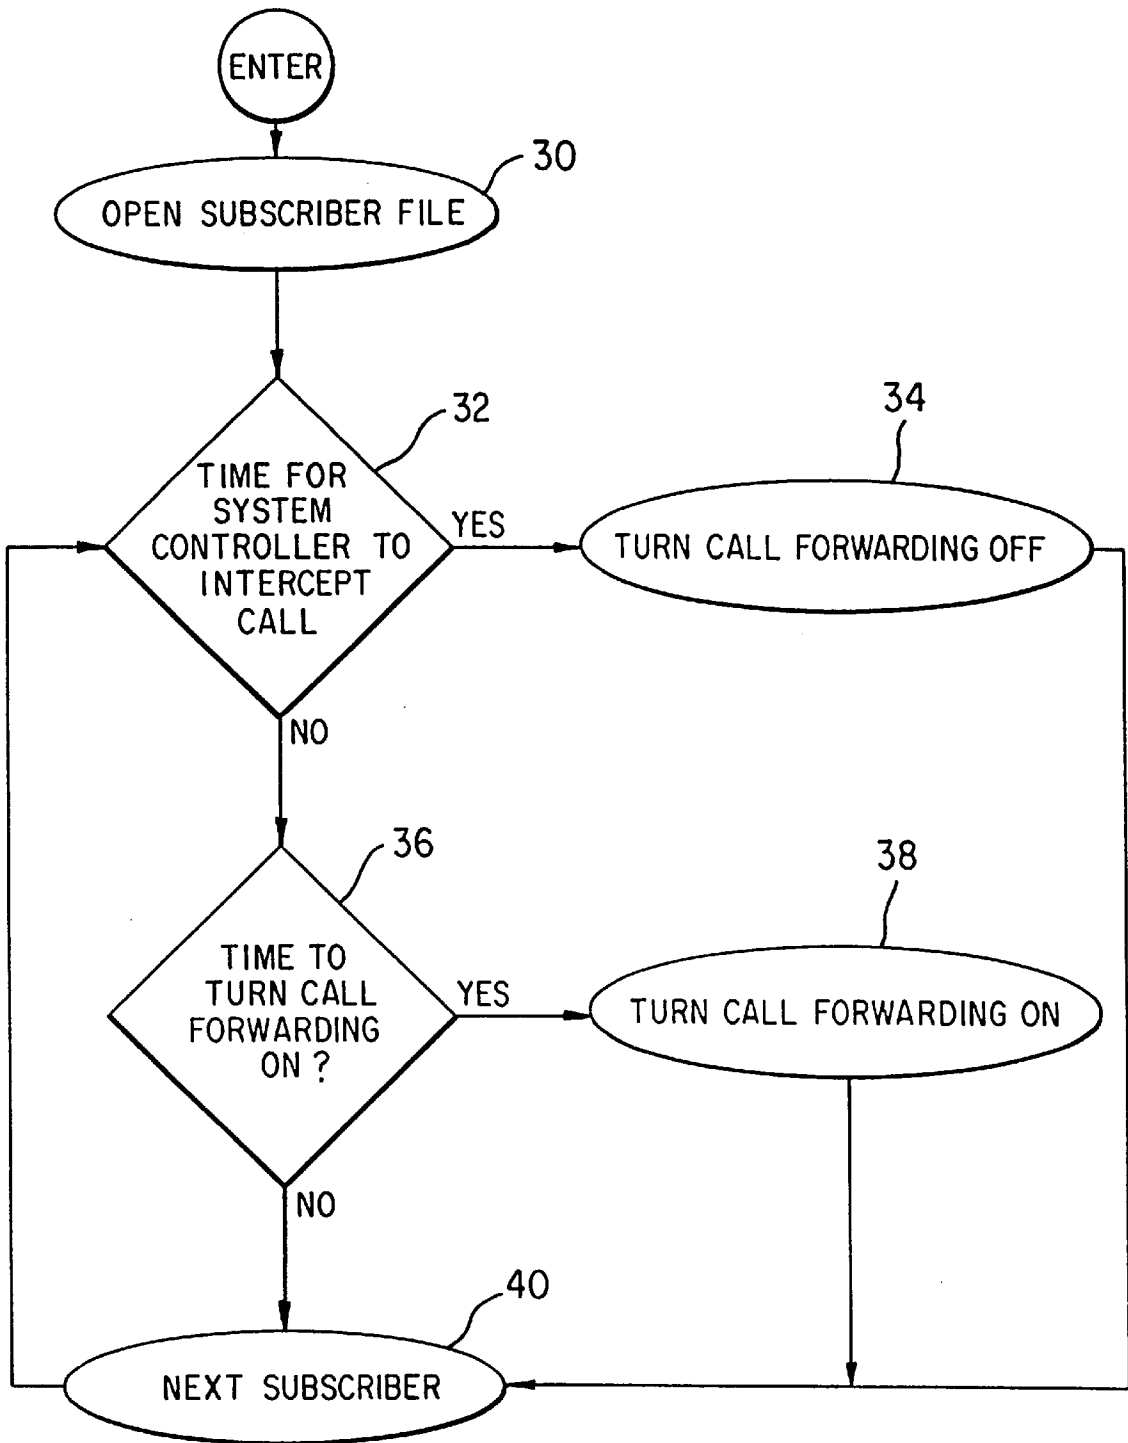 ENTER
30
OPEN SUBSCRIBER FILE
32
TIME FOR
SYSTEM
CONTROLLER TO
INTERCEPT
CALL
YES
34
TURN CALL FORWARDING OFF
NO
36
TIME TO
TURN CALL
FORWARDING
ON ?
YES
38
TURN CALL FORWARDING ON
NO
40
NEXT SUBSCRIBER